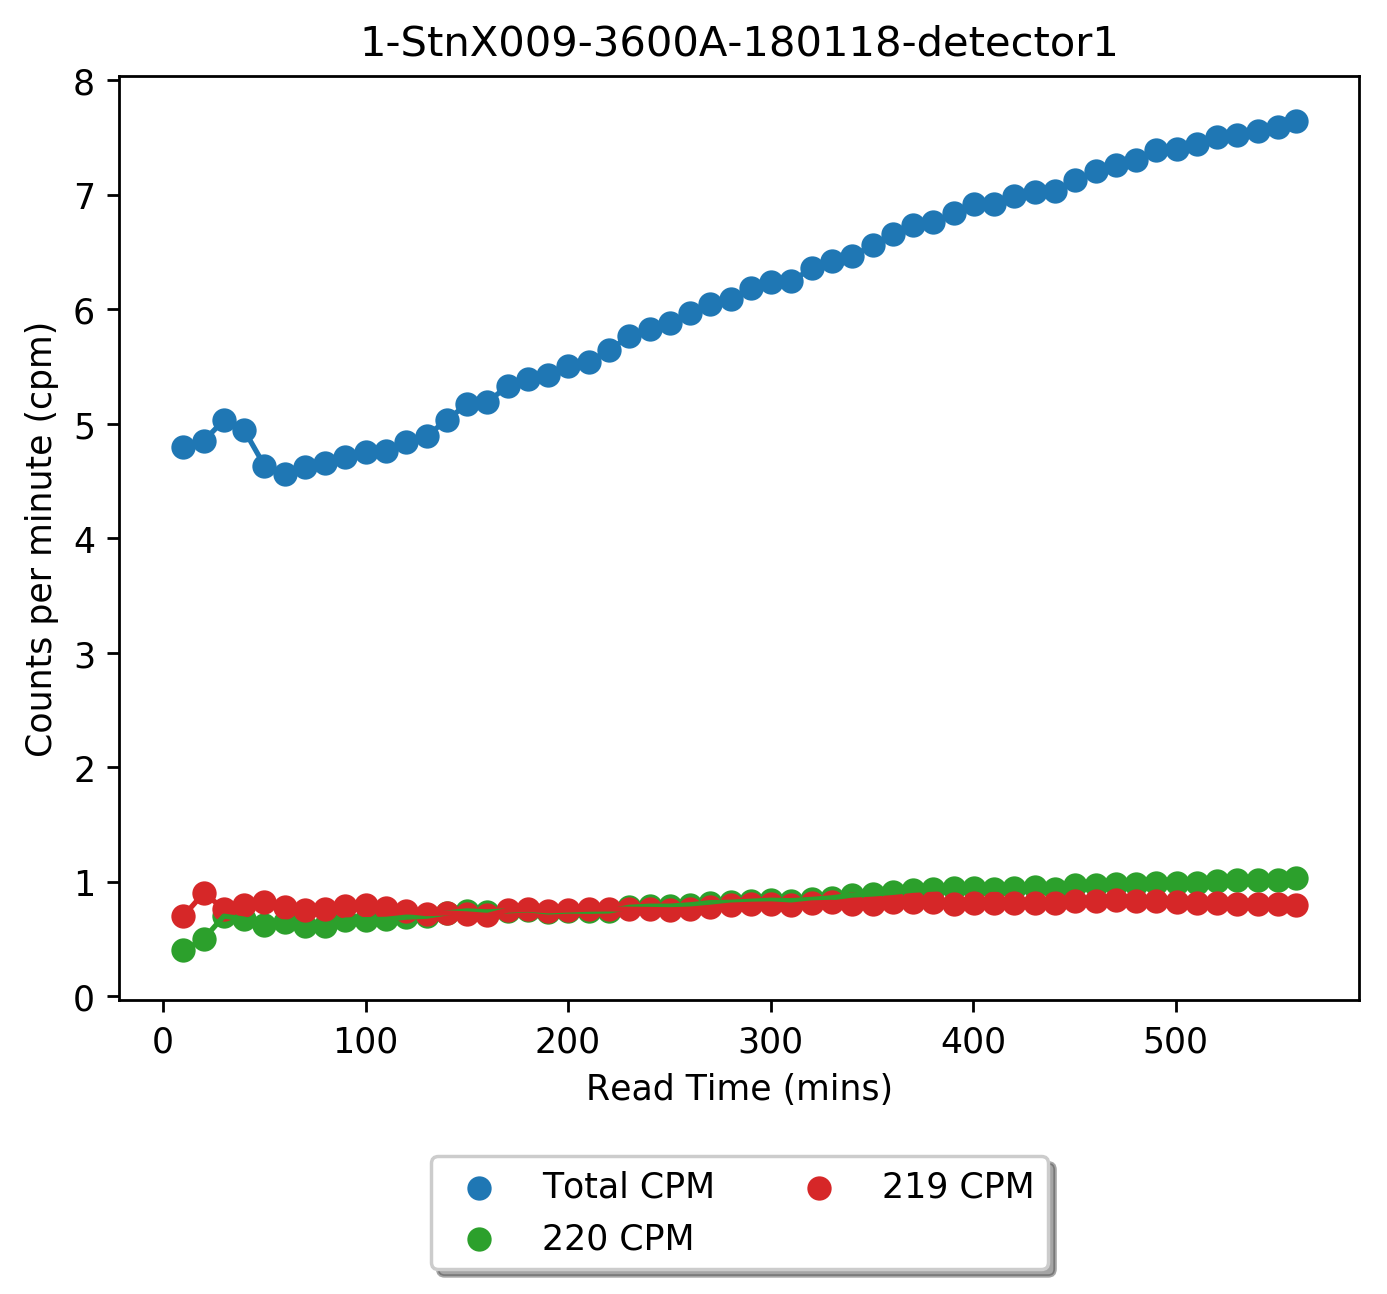 1-StnX009-3600A-180118-detector1
8
7
6
5
4
3
2
1
0
Counts per minute (cpm)
0 100 200 300 400 500
Read Time (mins)
Total CPM 219 CPM
220 CPM